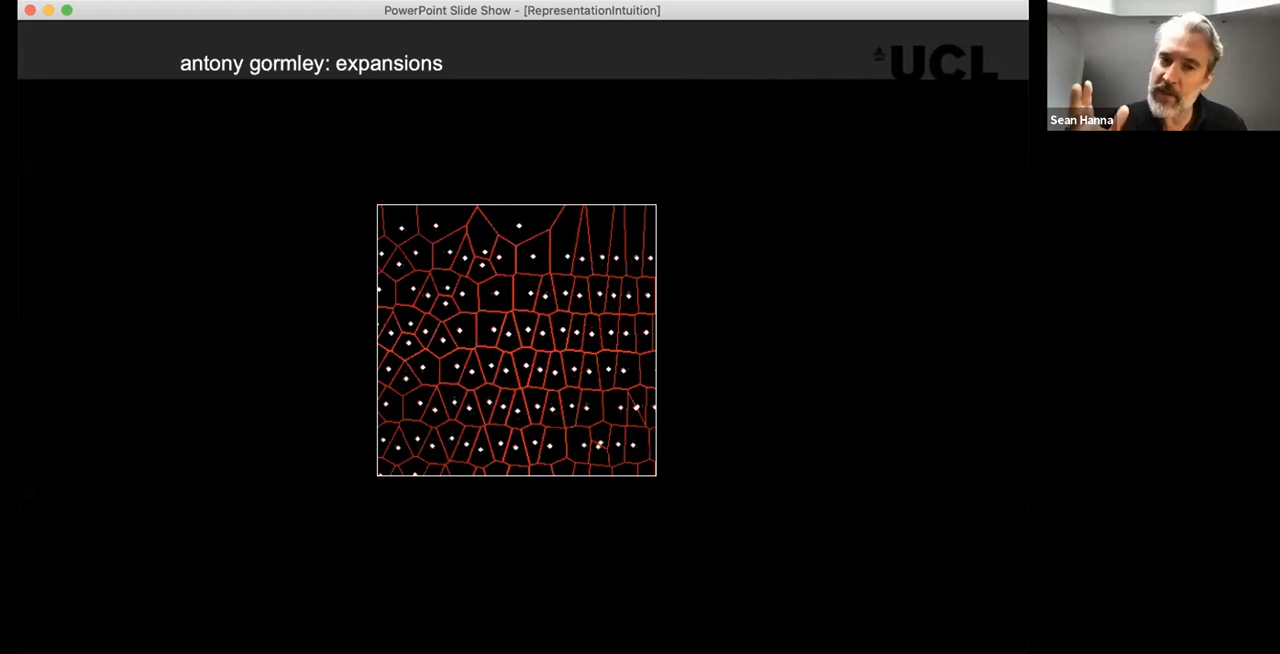 PowerPoint Slide Show - [RepresentationIntuition]
antony gormley: expansions
UCL
Sean Hanna